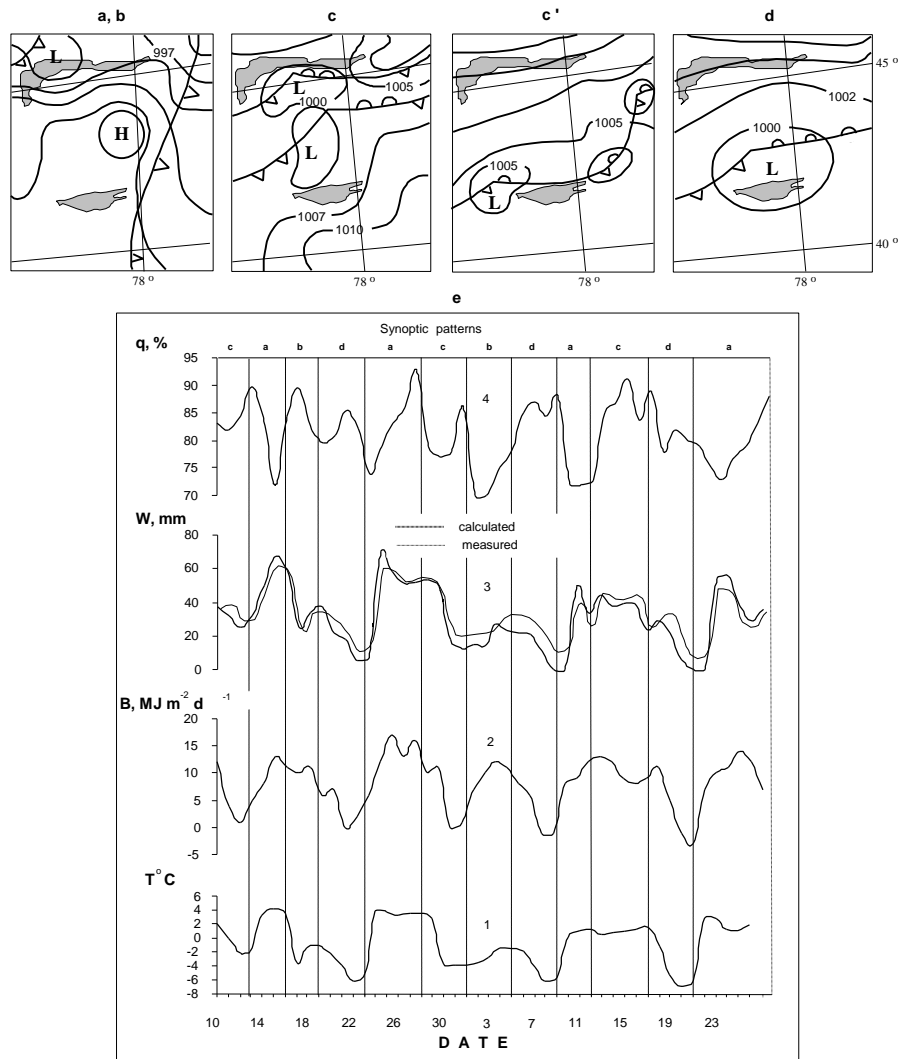 a, b
c
c '
d
L
997
H
L
1005
1000
L
1007
1010
1005
1005
L
1002
1000
L
45 º
40 º
78 º
78 º
78 º
78 º
e
Synoptic patterns
q, %
c a b d a c b d a c d a
95
90
85
80
75
70
4
W, mm
calculated
measured
80
60
40
20
0
3
B, MJ m-2 d-1
20
15
10
5
0
-5
2
T°C
6
4
2
0
-2
-4
-6
-8
1
10 14 22 26 30 3 7 11 15 19 23
D A T E